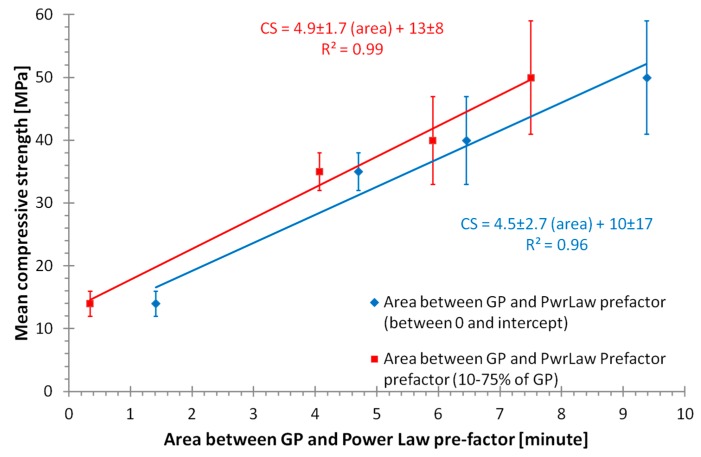 CS = 4.9±1.7 (area) + 13±8
R² = 0.99
Mean compressive strength [MPa]
60
50
40
30
20
10
0
CS = 4.5±2.7 (area) + 10±17
R² = 0.96
Area between GP and PwrLaw prefactor
(between 0 and intercept)
Area between GP and PwrLaw Prefactor
prefactor (10-75% of GP)
0 1 2 3 4 5 6 7 8 9 10
Area between GP and Power Law pre-factor [minute]